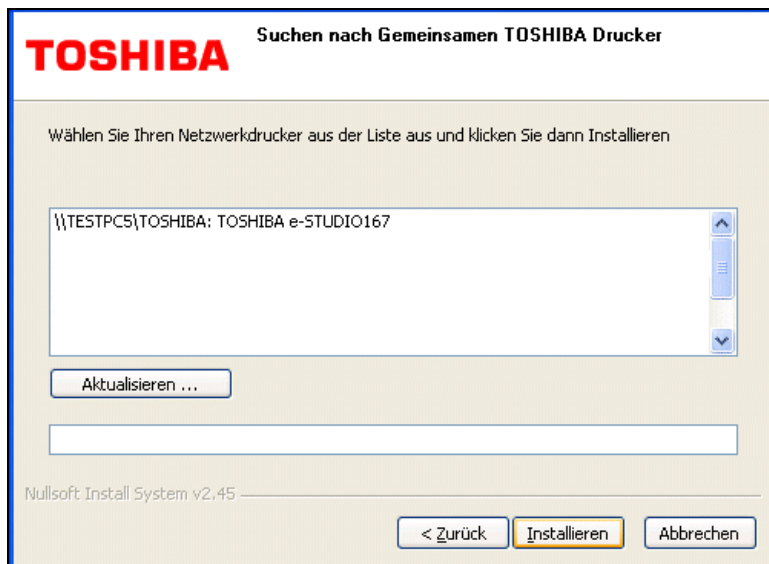 TOSHIBA
Suchen nach Gemeinsamen TOSHIBA Drucker
Wählen Sie Ihren Netzwerkdrucker aus der Liste aus und klicken Sie dann Installieren
\\TESTPC5\TOSHIBA: TOSHIBA e-STUDIO167
Aktualisieren ...
Nullsoft Install System v2.45
< Zurück Installieren Abbrechen